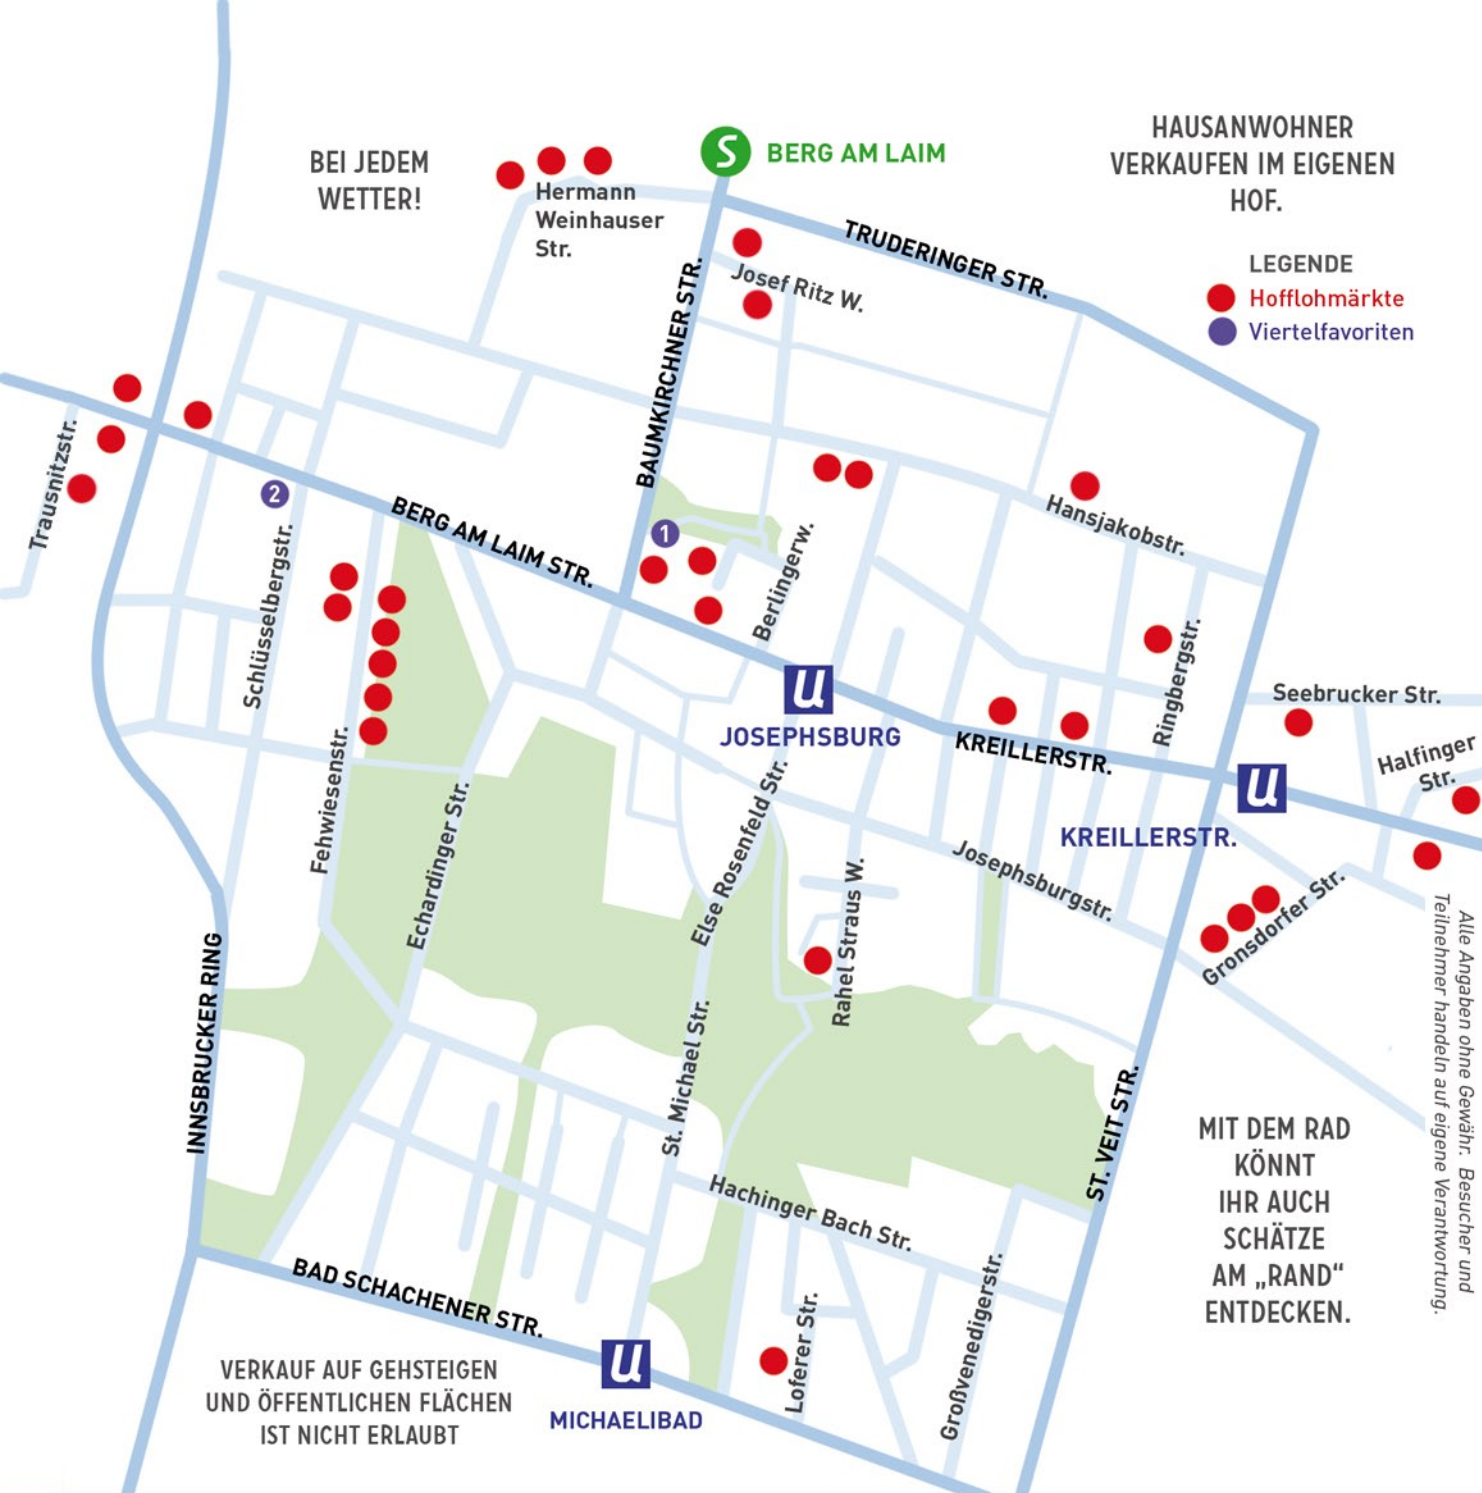 BEI JEDEM
WETTER!
S
BERG AM LAIM
HAUSANWOHNER
VERKAUFEN IM EIGENEN
HOF.
LEGENDE
Hofflohmärkte
Viertelfavoriten
Hermann
Weinhauser
Str.
TRUDERINGER STR.
Josef Ritz W.
BAUMKIRCHNER STR.
Trausnitzstr.
2
BERG AM LAIM STR.
1
Hansjakobstr.
Schlüsselbergstr.
Berlingerw.
Ringbergstr.
U
JOSEPHSBURG
KREILLERSTR.
Seebrucker Str.
Halfinger
Str.
U
KREILLERSTR.
Fehwiesenstr.
Echardinger Str.
Else Rosenfeld Str.
Rahel Straus W.
Josephsburgstr.
Gronsdorfer Str.
INNSBRUCKER RING
St. Michael Str.
ST. VEIT STR.
Hachinger Bach Str.
Großvenedigerstr.
Loferer Str.
BAD SCHACHENER STR.
U
MICHAELIBAD
VERKAUF AUF GEHSTEIGEN
UND ÖFFENTLICHEN FLÄCHEN
IST NICHT ERLAUBT
MIT DEM RAD
KÖNNT
IHR AUCH
SCHÄTZE
AM „RAND“
ENTDECKEN.
Alle Angaben ohne Gewähr. Besucher und
Teilnehmer handeln auf eigene Verantwortung.